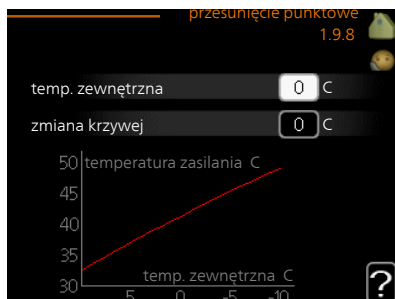 przesunięcie punktowe
1.9.8
temp. zewnętrzna 0 C
zmiana krzywej 0 C
50 temperatura zasilania C
45
40
35
30 temp. zewnętrzna C
5 0 -5 -10
?